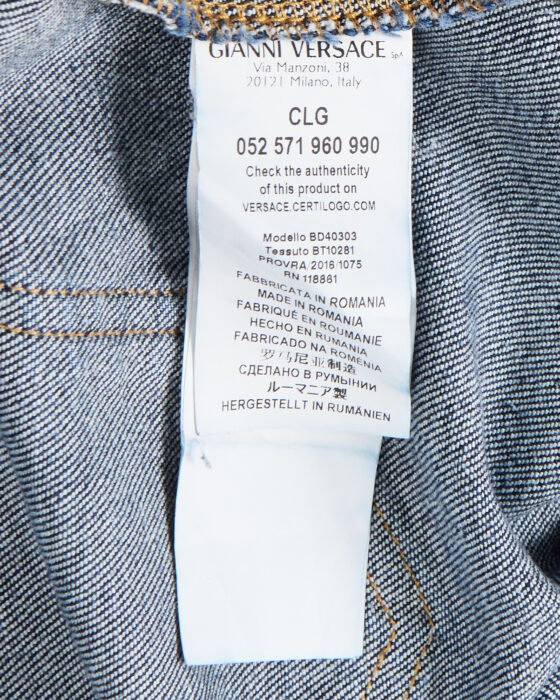 GIANNI VERSACE SpA
Via Manzoni, 38
20121 Milano, Italy
CLG
052 571 960 990
Check the authenticity
of this product on
VERSACE.CERTILOGO.COM
Modello BD40303
Tessuto BT10281
PROVRA/2016/1075
RN 118861
FABBRICATA IN ROMANIA
MADE IN ROMANIA
FABRIQUÉ EN ROUMANIE
HECHO EN RUMANÍA
FABRICADO NA ROMÉNIA
罗马尼亚制造
СДЕЛАНО В РУМЫНИИ
ルーマニア製
HERGESTELLT IN RUMÄNIEN